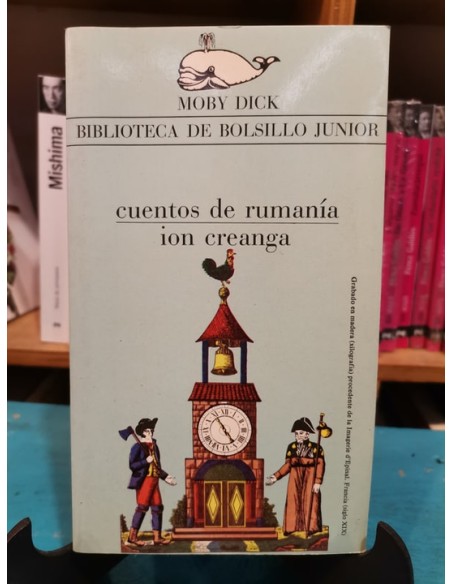 MOBY DICK
BIBLIOTECA DE BOLSILLO JUNIOR
cuentos de rumanía
ion creanga
Grabado en madera (xilografía) procedente de la Imagerie d'Epinal. Francia (siglo XIX)
Mishima